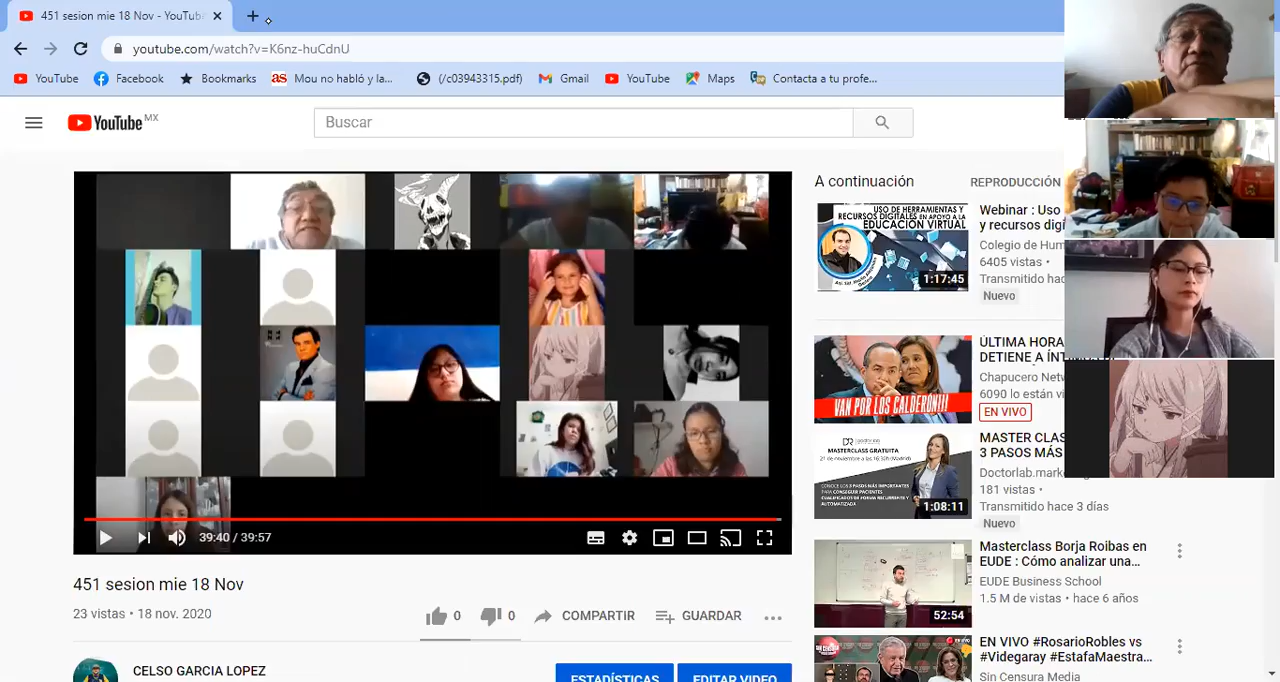 451 sesion mie 18 Nov - YouTub
youtube.com/watch?v=K6nz-huCdnU
YouTube
Facebook
Bookmarks
as
Mou no habló y la...
(/c03943315.pdf)
Gmail
YouTube
Maps
Contacta a tu profe...
YouTube MX
Buscar
39:40 / 39:57
451 sesion mie 18 Nov
23 vistas • 18 nov. 2020
0
0
COMPARTIR
GUARDAR
CELSO GARCIA LOPEZ
ESTADÍSTICAS
EDITAR VIDEO
A continuación
REPRODUCCIÓN
USO DE HERRAMIENTAS Y
RECURSOS DIGITALES EN APOYO A LA
EDUCACIÓN VIRTUAL
1:17:45
Webinar : Uso
y recursos digi
Colegio de Hum
6405 vistas •
Transmitido hac
Nuevo
VAN POR LOS CALDERÓN!!!
ÚLTIMA HORA
DETIENE A ÍNTIMOS
Chapucero Netw
6090 lo están vi
EN VIVO
MASTERCLASS GRATUITA
1:08:11
MASTER CLAS
3 PASOS MÁS
Doctorlab.marke
181 vistas •
Transmitido hace 3 días
Nuevo
52:54
Masterclass Borja Roibas en
EUDE : Cómo analizar una...
EUDE Business School
1.5 M de vistas • hace 6 años
EN VIVO #RosarioRobles vs
#Videgaray #EstafaMaestra...
Sin Censura Media